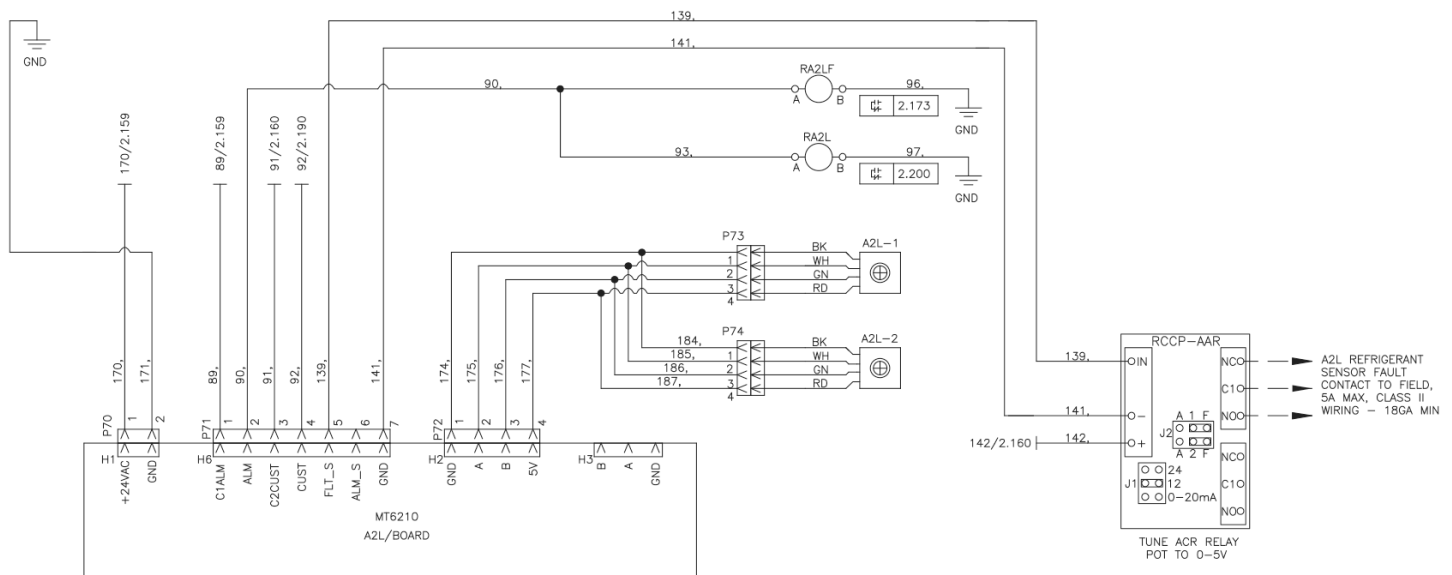 139,
GND
141,
RA2LF
90,
96,
A
B
2.173
GND
170/2.159
89/2.159
91/2.160
92/2.190
RA2L
93,
97,
A
B
2.200
GND
P73
BK
A2L-1
1
WH
2
GN
3
RD
4
P74
184,
BK
A2L-2
185,
1
WH
186,
2
GN
187,
3
RD
4
RCCP-AAR
139,
IN
NC
A2L REFRIGERANT
SENSOR FAULT
C1
CONTACT TO FIELD,
5A MAX, CLASS II
141,
-
NO
WIRING - 18GA MIN
A 1 F
J2
142/2.160
142,
+
A 2 F
NC
24
J1
12
C1
0-20mA
NO
TUNE ACR RELAY
POT TO 0-5V
170,
171,
89,
90,
91,
92,
139,
141,
174,
175,
176,
177,
P70
1
2
P71
1
2
3
4
5
6
7
P72
1
2
3
4
H1
H6
H2
H3
+24VAC
GND
C1ALM
ALM
C2CUST
CUST
FLT_S
ALM_S
GND
GND
A
B
5V
B
A
GND
MT6210
A2L/BOARD